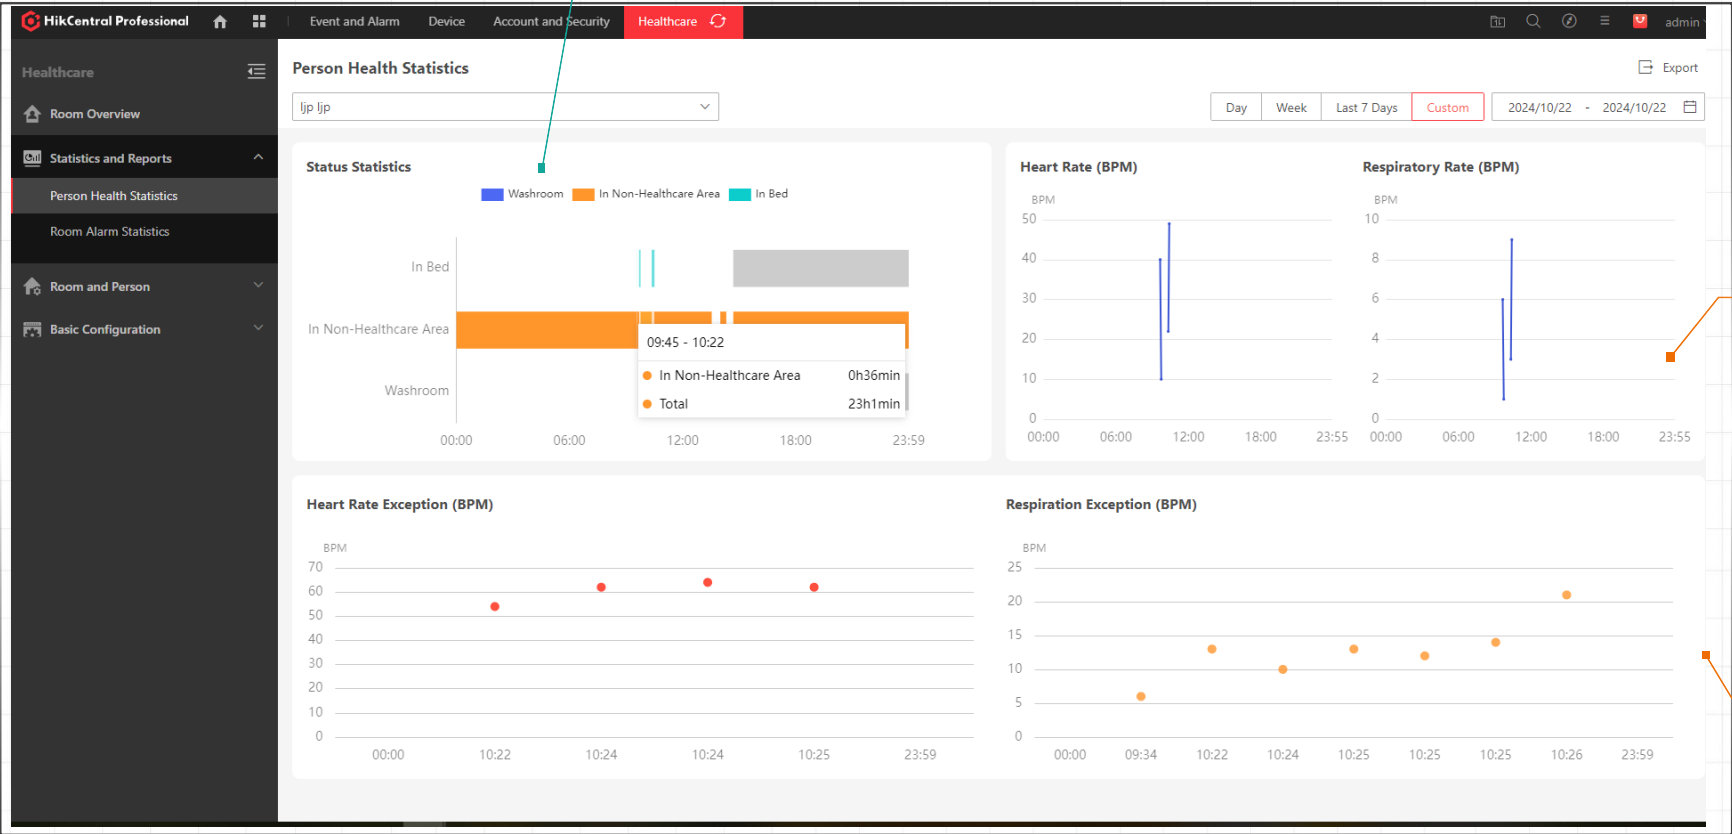 HikCentral Professional
Event and Alarm
Device
Account and Security
Healthcare
admin
Healthcare
Room Overview
Statistics and Reports
Person Health Statistics
Room Alarm Statistics
Room and Person
Basic Configuration
Person Health Statistics
Export
ljp ljp
Day Week Last 7 Days Custom 2024/10/22 - 2024/10/22
Status Statistics
Washroom In Non-Healthcare Area In Bed
In Bed
In Non-Healthcare Area
Washroom
00:00 06:00 12:00 18:00 23:59
09:45 - 10:22
In Non-Healthcare Area 0h36min
Total 23h1min
Heart Rate (BPM)
BPM
50
40
30
20
10
0
00:00 06:00 12:00 18:00 23:55
Respiratory Rate (BPM)
BPM
10
8
6
4
2
0
00:00 06:00 12:00 18:00 23:55
Heart Rate Exception (BPM)
BPM
70
60
50
40
30
20
10
0
00:00 10:22 10:24 10:24 10:25 23:59
Respiration Exception (BPM)
BPM
25
20
15
10
5
0
00:00 09:34 10:22 10:24 10:25 10:25 10:25 10:26 23:59